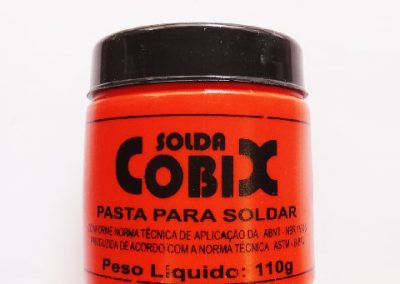 SOLDA
COBIX
PASTA PARA SOLDAR
CONFORME NORMA TÉCNICA DE APLICAÇÃO DA ABNT - NBR
PRODUZIDA DE ACORDO COM A NORMA TÉCNICA ASTM -
Peso Líquido: 110g